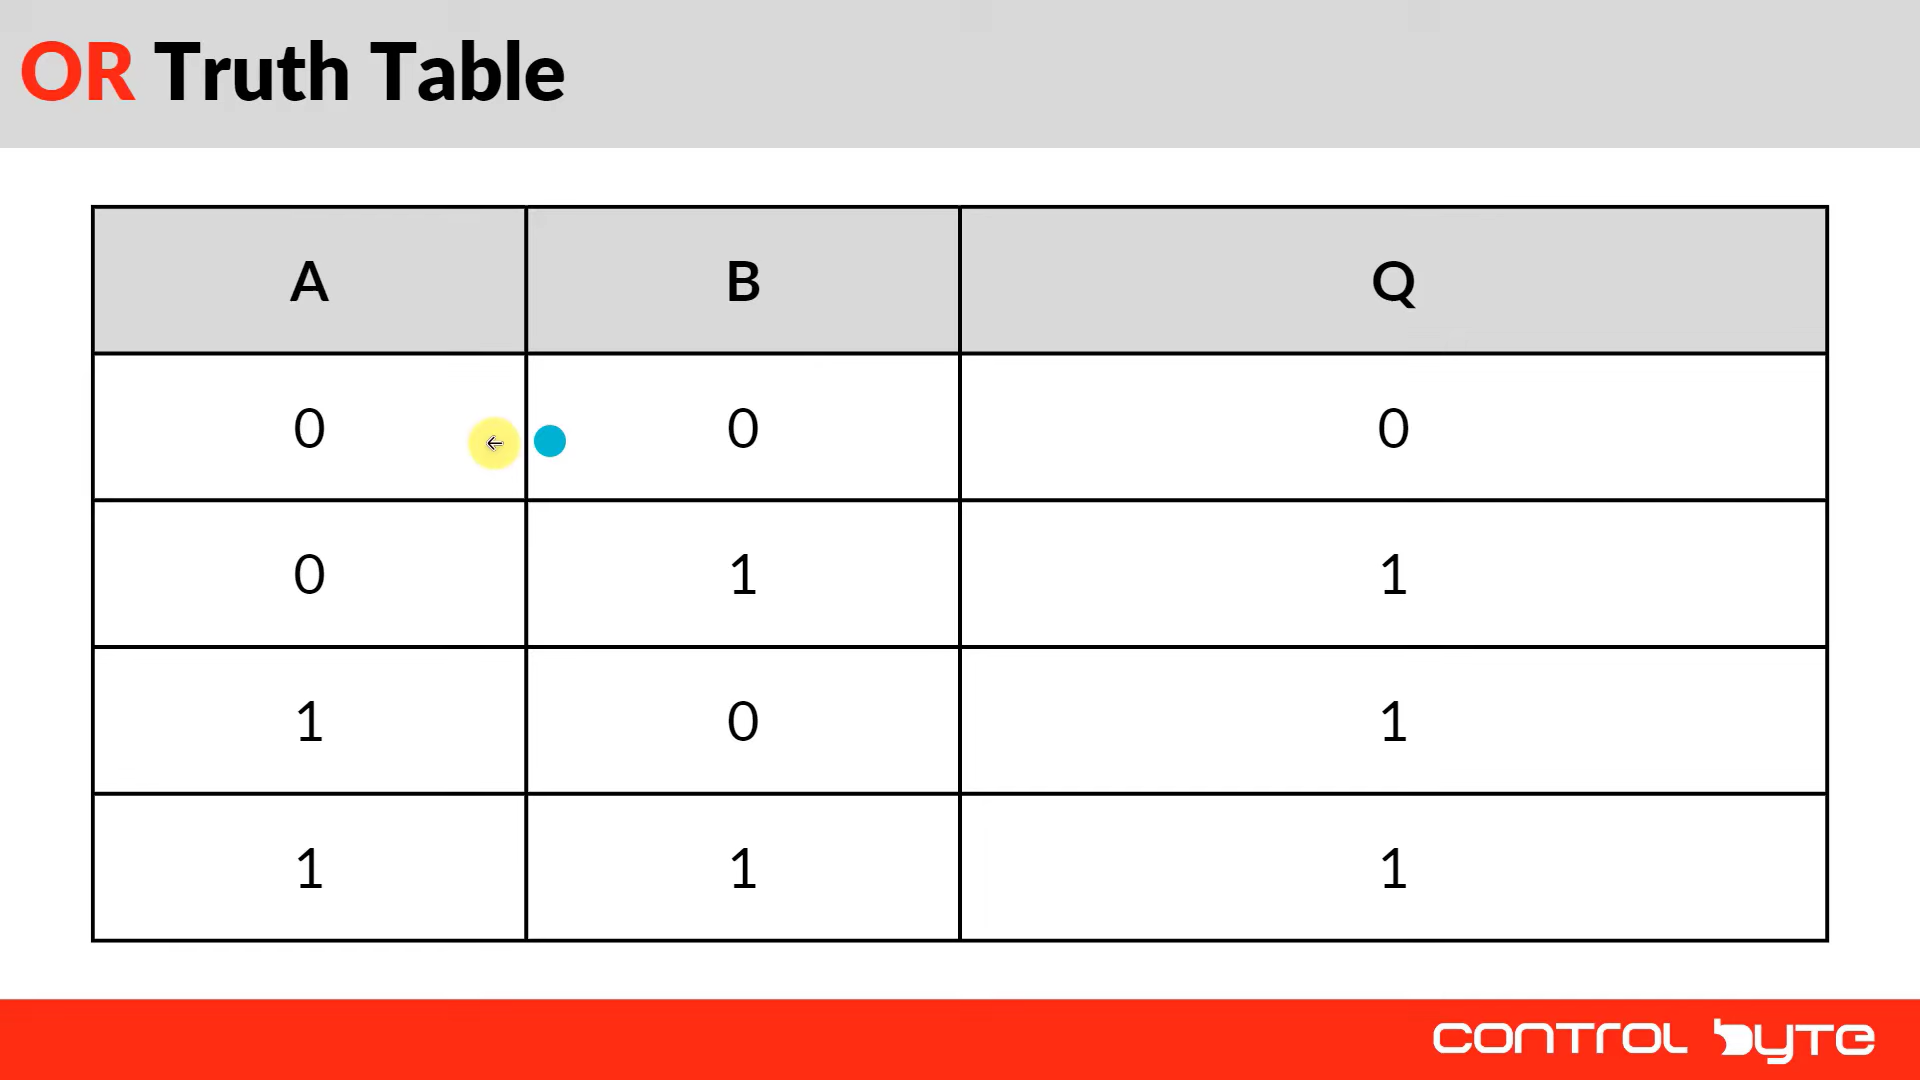 OR Truth Table
A B Q
0 0 0
0 1 1
1 0 1
1 1 1
CONTROL BYTE